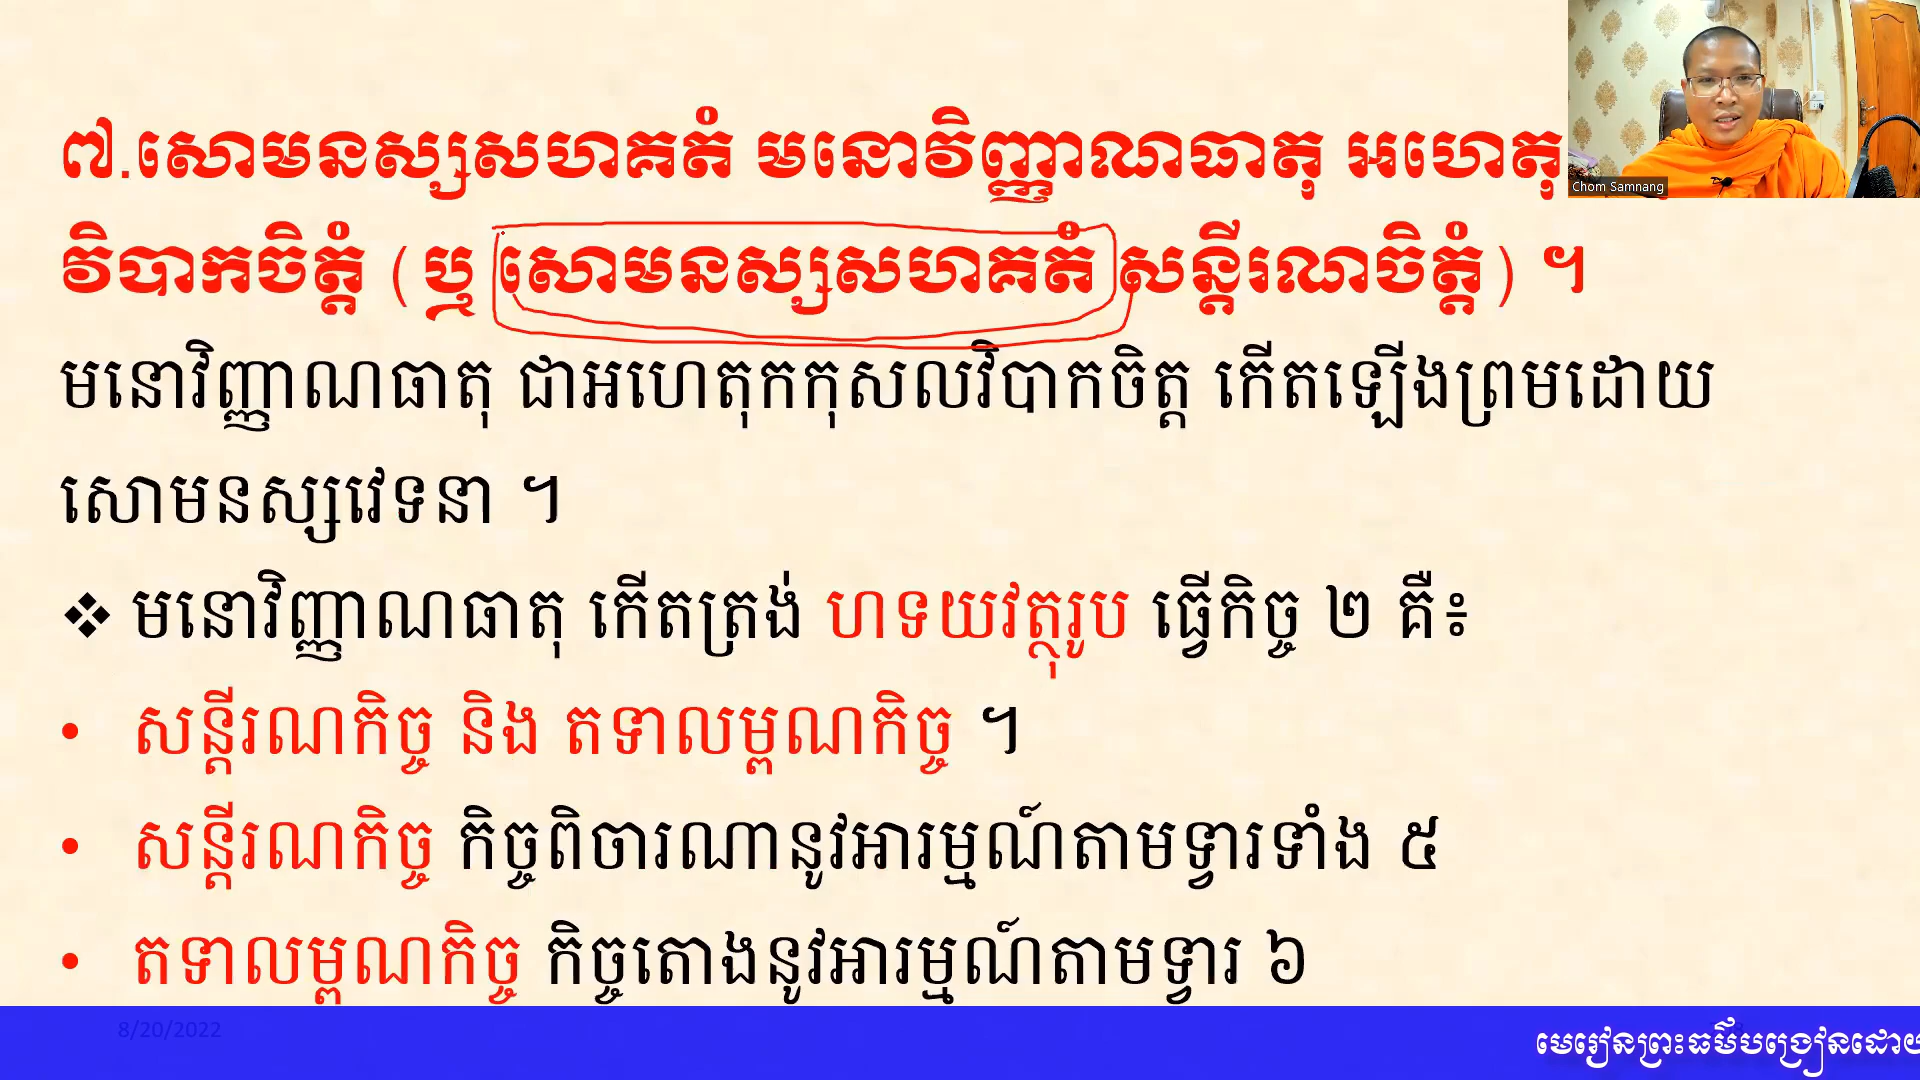 ៧.សោមនស្សសហគតំ មនោវិញ្ញាណធាតុ អហេតុ
វិបាកចិត្តំ (ឬ សោមនស្សសហគតំ សន្តីរណចិត្តំ) ។
មនោវិញ្ញាណធាតុ ជាអហេតុកកុសលវិបាកចិត្ត កើតឡើងព្រមដោយ
សោមនស្សវេទនា ។
❖ មនោវិញ្ញាណធាតុ កើតត្រង់ ហទយវត្ថុរូប ធ្វើកិច្ច ២ គឺ៖
• សន្តីរណកិច្ច និង តទាលម្ពណកិច្ច ។
• សន្តីរណកិច្ច កិច្ចពិចារណានូវអារម្មណ៍តាមទ្វារទាំង ៥
• តទាលម្ពណកិច្ច កិច្ចតោងនូវអារម្មណ៍តាមទ្វារ ៦
Chom Samnang
8/20/2022
មេរៀនព្រះធម៌បង្រៀនដោយ